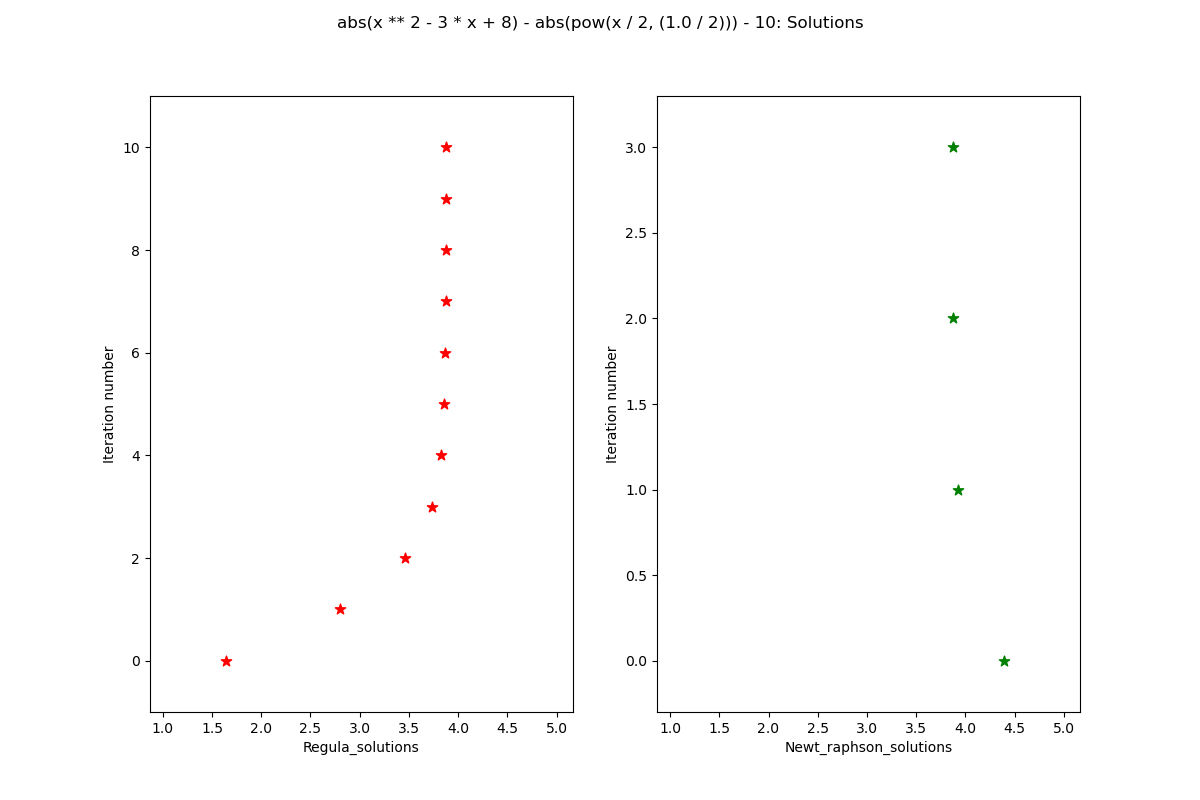 abs(x ** 2 - 3 * x + 8) - abs(pow(x / 2, (1.0 / 2))) - 10: Solutions
10
8
6
4
2
0
Iteration number
1.0 1.5 2.0 2.5 3.0 3.5 4.0 4.5 5.0
Regula_solutions
3.0
2.5
2.0
1.5
1.0
0.5
0.0
Iteration number
1.0 1.5 2.0 2.5 3.0 3.5 4.0 4.5 5.0
Newt_raphson_solutions